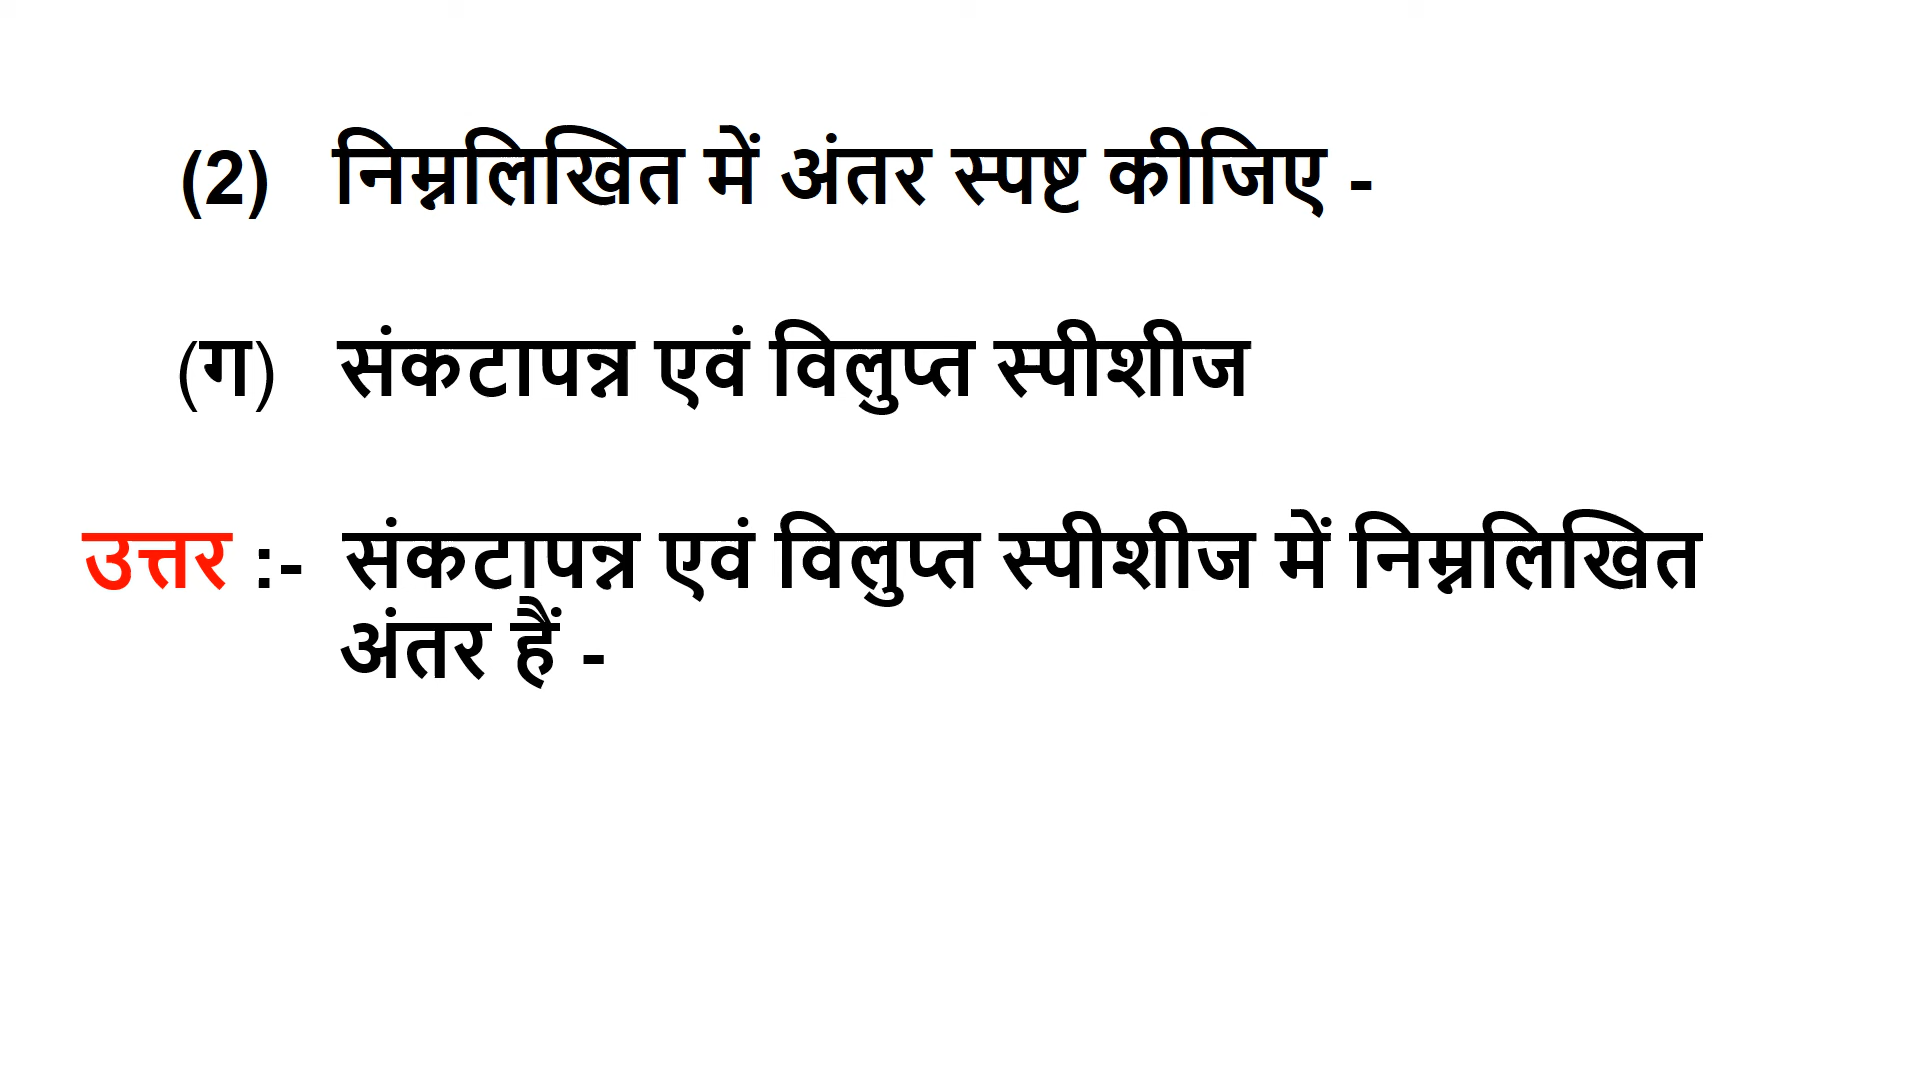 (2) निम्नलिखित में अंतर स्पष्ट कीजिए -
(ग) संकटापन्न एवं विलुप्त स्पीशीज
उत्तर :- संकटापन्न एवं विलुप्त स्पीशीज में निम्नलिखित
अंतर हैं -